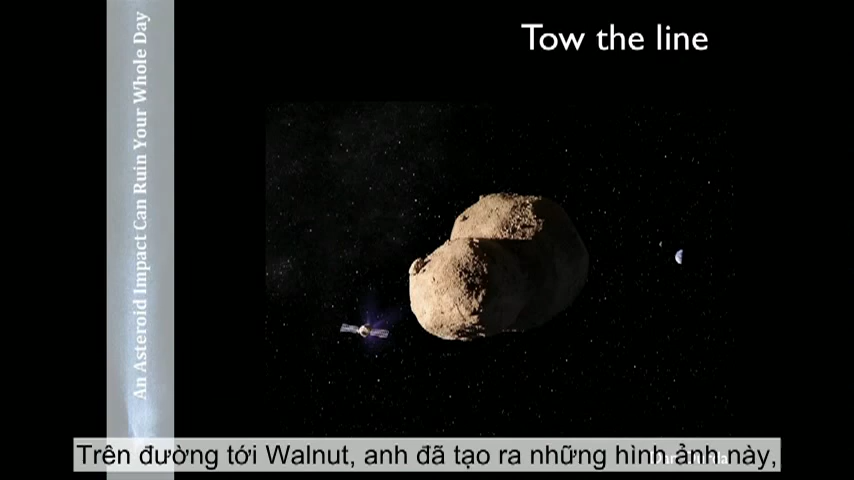 Tow the line
An Asteroid Impact Can Ruin Your Whole Day
Trên đường tới Walnut, anh đã tạo ra những hình ảnh này,